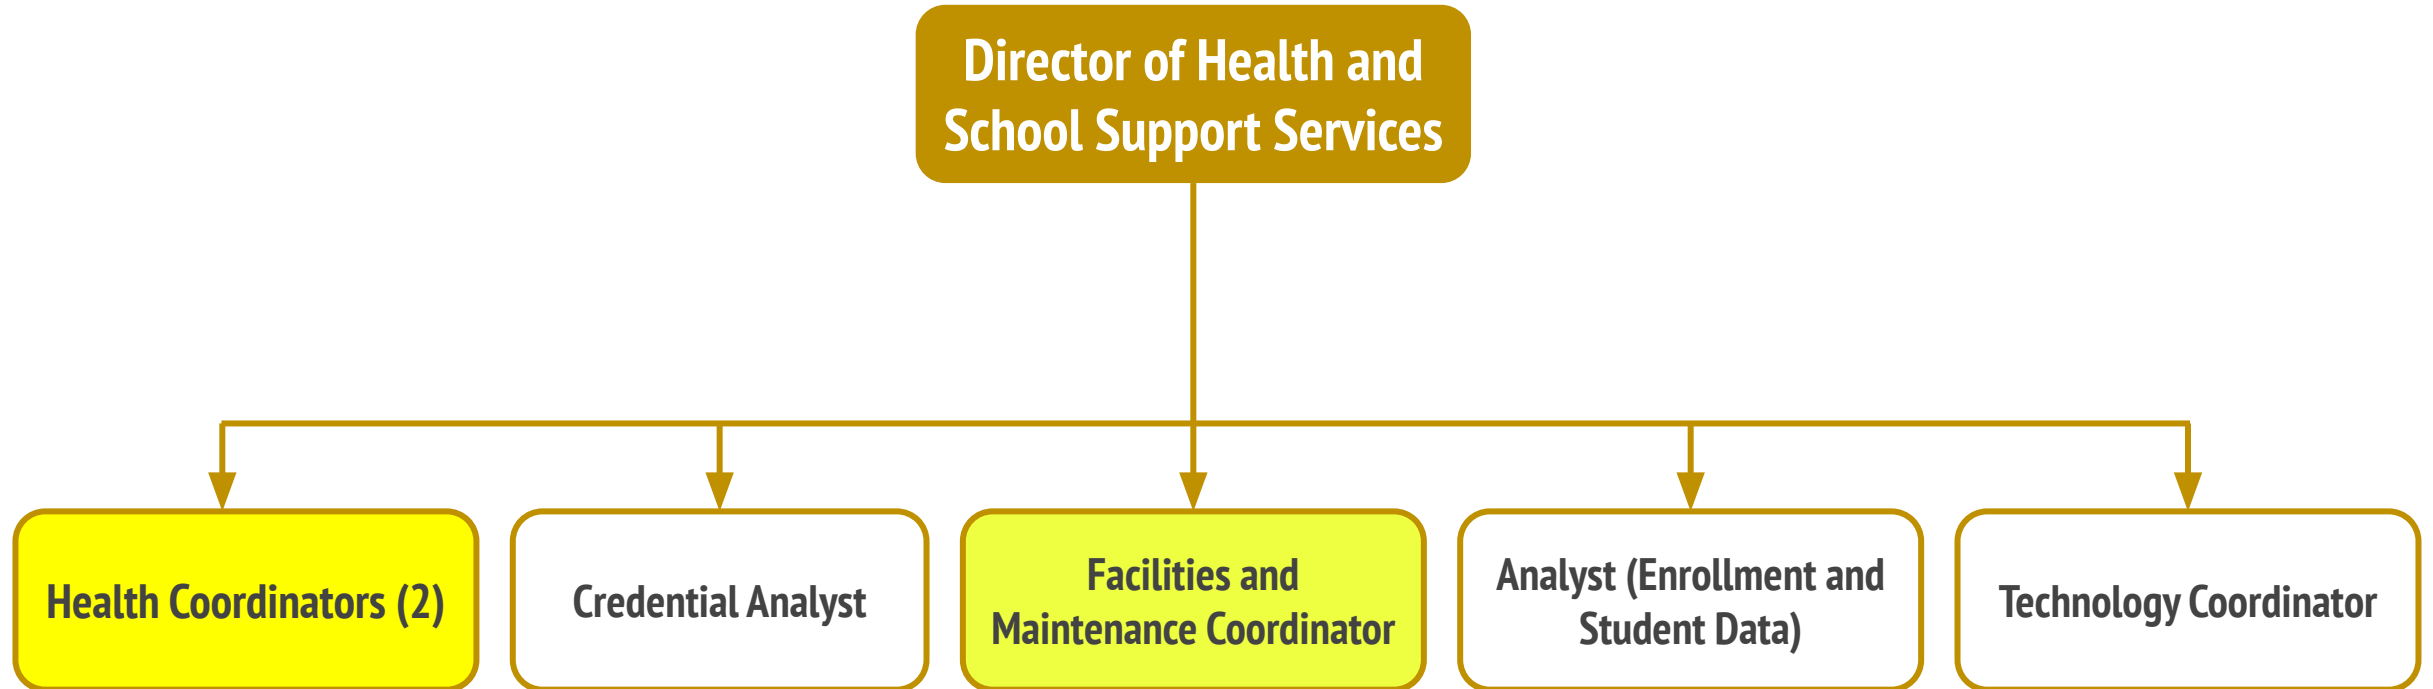 Director of Health and
School Support Services
Health Coordinators (2)
Credential Analyst
Facilities and
Maintenance Coordinator
Analyst (Enrollment and
Student Data)
Technology Coordinator